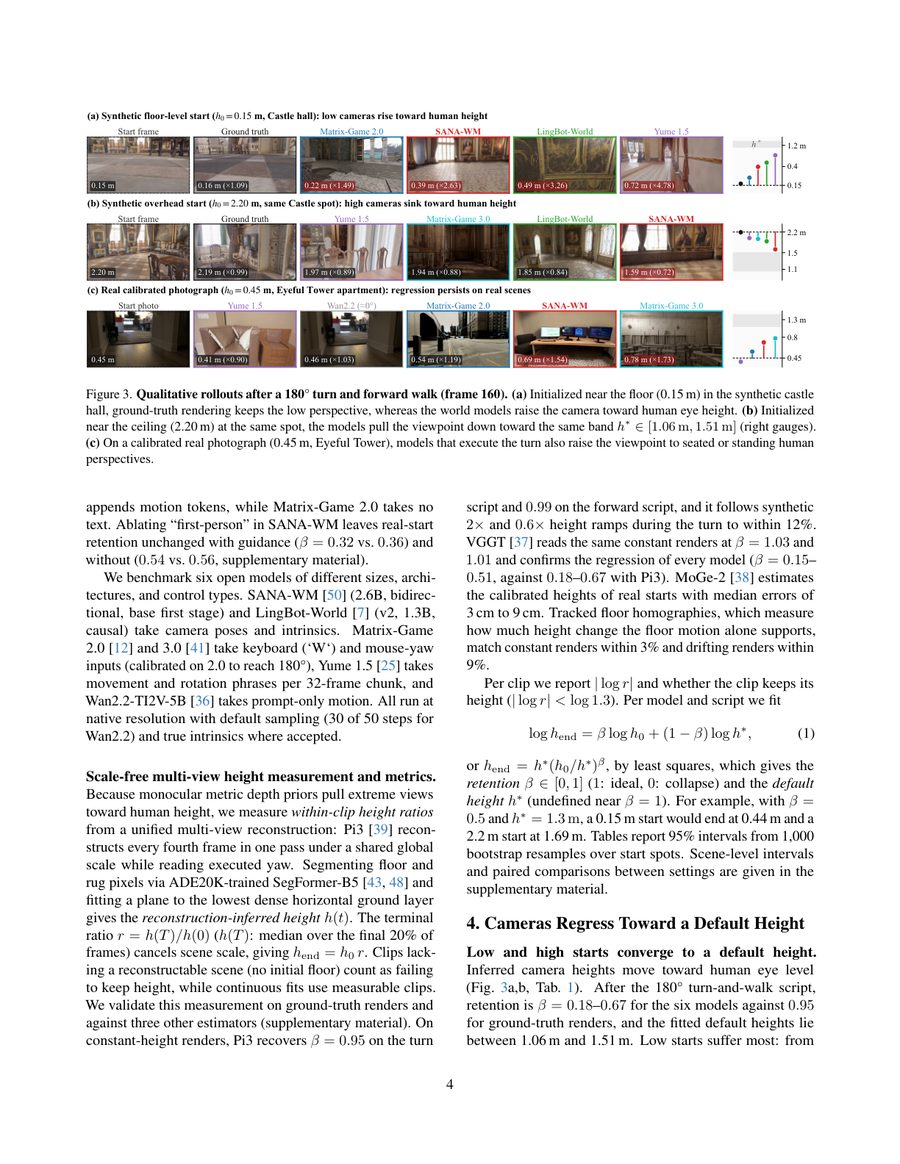 (a) Synthetic floor-level start (h0 = 0.15 m, Castle hall): low cameras rise toward human height
Start frame Ground truth Matrix-Game 2.0 SANA-WM LingBot-World Yume 1.5
0.15 m 0.16 m (×1.09) 0.22 m (×1.49) 0.39 m (×2.63) 0.49 m (×3.26) 0.72 m (×4.78)
h* 1.2 m
0.4
0.15
(b) Synthetic overhead start (h0 = 2.20 m, same Castle spot): high cameras sink toward human height
Start frame Ground truth Yume 1.5 Matrix-Game 3.0 LingBot-World SANA-WM
2.20 m 2.19 m (×0.99) 1.97 m (×0.89) 1.94 m (×0.88) 1.85 m (×0.84) 1.59 m (×0.72)
2.2 m
1.5
1.1
(c) Real calibrated photograph (h0 = 0.45 m, Eyeful Tower apartment): regression persists on real scenes
Start photo Yume 1.5 Wan2.2 (≈0°) Matrix-Game 2.0 SANA-WM Matrix-Game 3.0
0.45 m 0.41 m (×0.90) 0.46 m (×1.03) 0.54 m (×1.19) 0.69 m (×1.54) 0.78 m (×1.73)
1.3 m
0.8
0.45
Figure 3. Qualitative rollouts after a 180° turn and forward walk (frame 160). (a) Initialized near the floor (0.15 m) in the synthetic castle
hall, ground-truth rendering keeps the low perspective, whereas the world models raise the camera toward human eye height. (b) Initialized
near the ceiling (2.20 m) at the same spot, the models pull the viewpoint down toward the same band h* ∈ [1.06 m, 1.51 m] (right gauges).
(c) On a calibrated real photograph (0.45 m, Eyeful Tower), models that execute the turn also raise the viewpoint to seated or standing human
perspectives.
appends motion tokens, while Matrix-Game 2.0 takes no
text. Ablating “first-person” in SANA-WM leaves real-start
retention unchanged with guidance (β = 0.32 vs. 0.36) and
without (0.54 vs. 0.56, supplementary material).
We benchmark six open models of different sizes, archi-
tectures, and control types. SANA-WM [50] (2.6B, bidirec-
tional, base first stage) and LingBot-World [7] (v2, 1.3B,
causal) take camera poses and intrinsics. Matrix-Game
2.0 [12] and 3.0 [41] take keyboard (‘W‘) and mouse-yaw
inputs (calibrated on 2.0 to reach 180°), Yume 1.5 [25] takes
movement and rotation phrases per 32-frame chunk, and
Wan2.2-TI2V-5B [36] takes prompt-only motion. All run at
native resolution with default sampling (30 of 50 steps for
Wan2.2) and true intrinsics where accepted.
Scale-free multi-view height measurement and metrics.
Because monocular metric depth priors pull extreme views
toward human height, we measure within-clip height ratios
from a unified multi-view reconstruction: Pi3 [39] recon-
structs every fourth frame in one pass under a shared global
scale while reading executed yaw. Segmenting floor and
rug pixels via ADE20K-trained SegFormer-B5 [43, 48] and
fitting a plane to the lowest dense horizontal ground layer
gives the reconstruction-inferred height h(t). The terminal
ratio r = h(T)/h(0) (h(T): median over the final 20% of
frames) cancels scene scale, giving hend = h0 r. Clips lack-
ing a reconstructable scene (no initial floor) count as failing
to keep height, while continuous fits use measurable clips.
We validate this measurement on ground-truth renders and
against three other estimators (supplementary material). On
constant-height renders, Pi3 recovers β = 0.95 on the turn
script and 0.99 on the forward script, and it follows synthetic
2× and 0.6× height ramps during the turn to within 12%.
VGGT [37] reads the same constant renders at β = 1.03 and
1.01 and confirms the regression of every model (β = 0.15–
0.51, against 0.18–0.67 with Pi3). MoGe-2 [38] estimates
the calibrated heights of real starts with median errors of
3 cm to 9 cm. Tracked floor homographies, which measure
how much height change the floor motion alone supports,
match constant renders within 3% and drifting renders within
9%.
Per clip we report | log r| and whether the clip keeps its
height (| log r| < log 1.3). Per model and script we fit
log hend = β log h0 + (1 − β) log h*, (1)
or hend = h*(h0/h*)β, by least squares, which gives the
retention β ∈ [0, 1] (1: ideal, 0: collapse) and the default
height h* (undefined near β = 1). For example, with β =
0.5 and h* = 1.3 m, a 0.15 m start would end at 0.44 m and a
2.2 m start at 1.69 m. Tables report 95% intervals from 1,000
bootstrap resamples over start spots. Scene-level intervals
and paired comparisons between settings are given in the
supplementary material.
4. Cameras Regress Toward a Default Height
Low and high starts converge to a default height.
Inferred camera heights move toward human eye level
(Fig. 3a,b, Tab. 1). After the 180° turn-and-walk script,
retention is β = 0.18–0.67 for the six models against 0.95
for ground-truth renders, and the fitted default heights lie
between 1.06 m and 1.51 m. Low starts suffer most: from
4